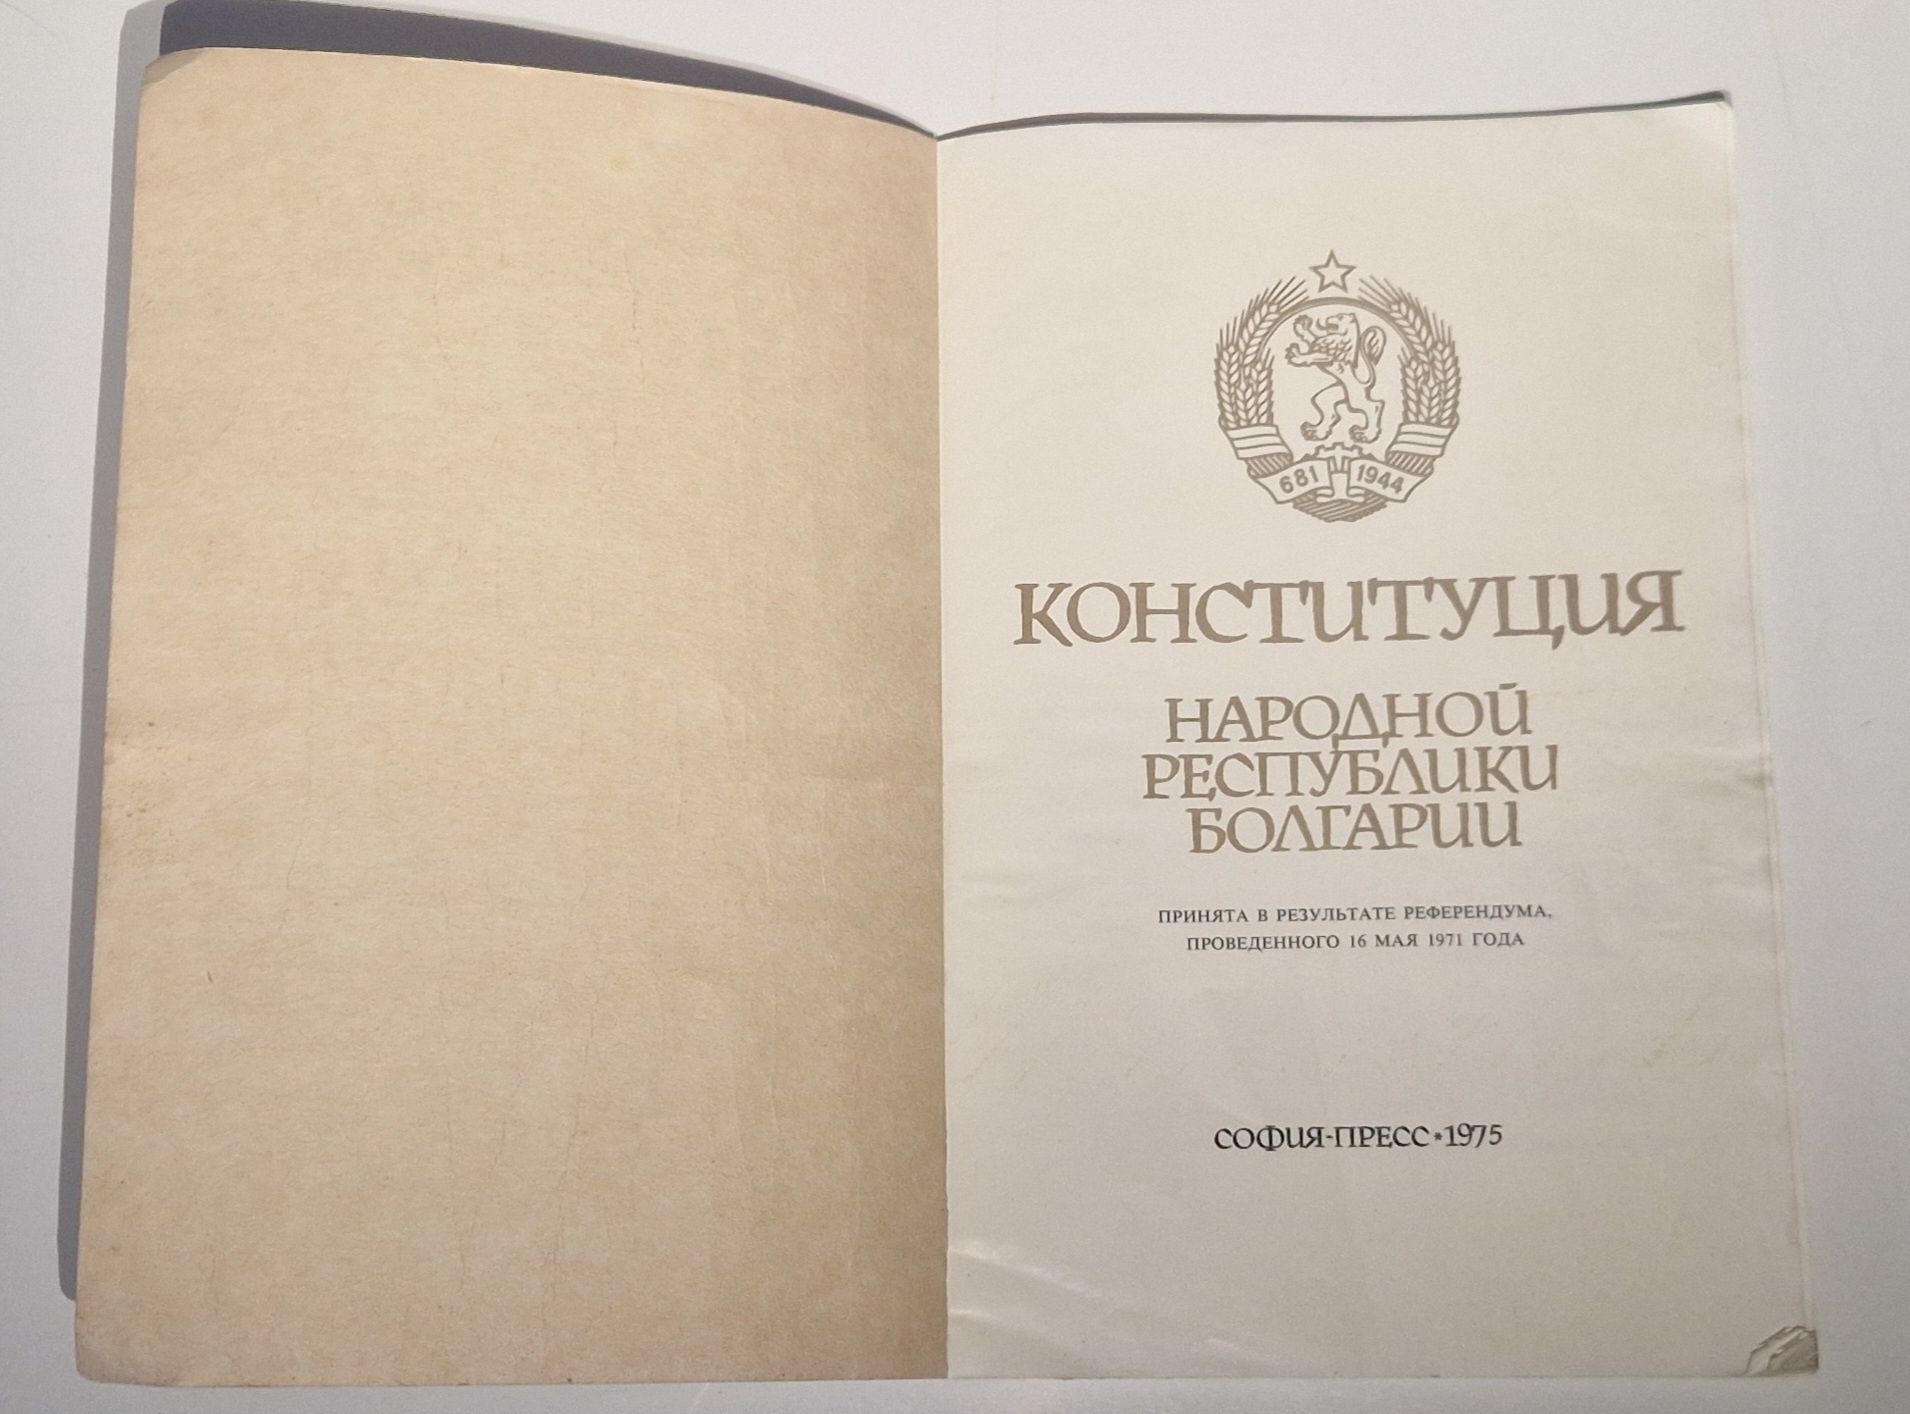 681 1944
КОНСТИТУЦИЯ
НАРОДНОЙ
РЕСПУБЛИКИ
БОЛГАРИИ
ПРИНЯТА В РЕЗУЛЬТАТЕ РЕФЕРЕНДУМА,
ПРОВЕДЕННОГО 16 МАЯ 1971 ГОДА
СОФИЯ-ПРЕСС * 1975